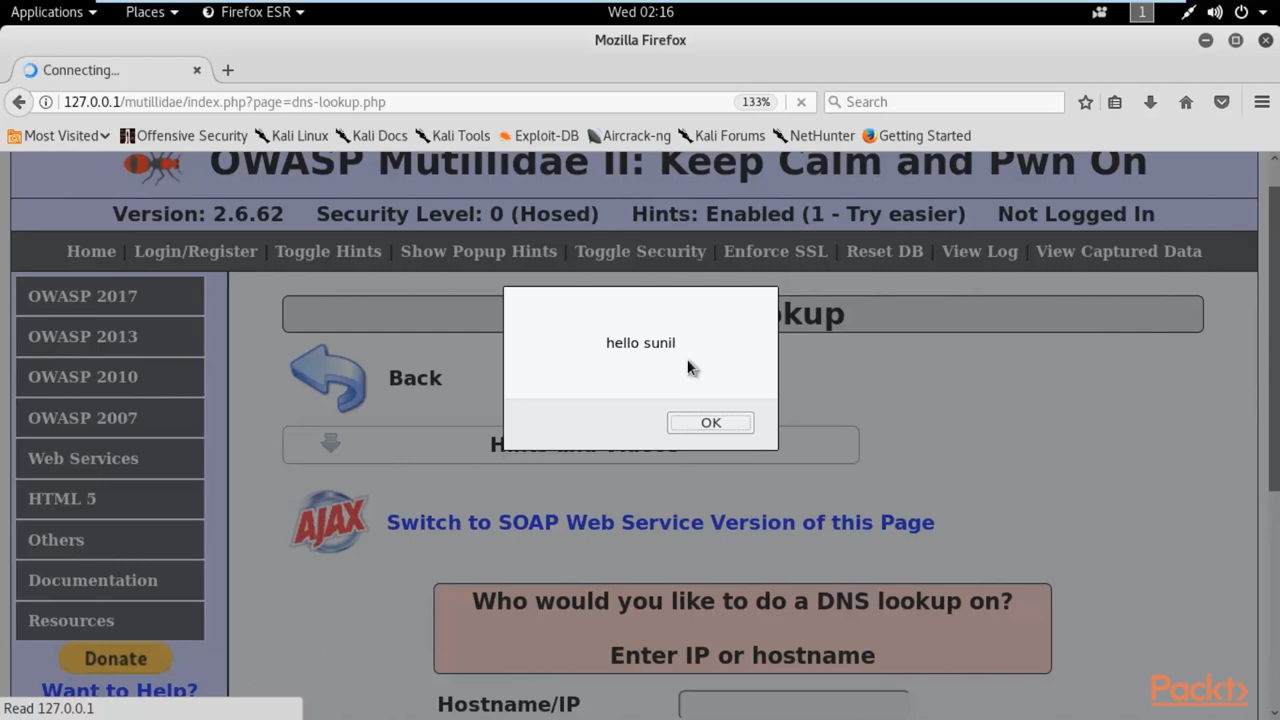 Applications Places Firefox ESR Wed 02:16 1
Mozilla Firefox
Connecting...
127.0.0.1/mutillidae/index.php?page=dns-lookup.php 133% Search
Most Visited Offensive Security Kali Linux Kali Docs Kali Tools Exploit-DB Aircrack-ng Kali Forums NetHunter Getting Started
OWASP Mutillidae II: Keep Calm and Pwn On
Version: 2.6.62 Security Level: 0 (Hosed) Hints: Enabled (1 - Try easier) Not Logged In
Home | Login/Register | Toggle Hints | Show Popup Hints | Toggle Security | Enforce SSL | Reset DB | View Log | View Captured Data
OWASP 2017
OWASP 2013
OWASP 2010
OWASP 2007
Web Services
HTML 5
Others
Documentation
Resources
Donate
Want to Help?
Read 127.0.0.1
hello sunil
OK
Back
AJAX
Switch to SOAP Web Service Version of this Page
Who would you like to do a DNS lookup on?
Enter IP or hostname
Hostname/IP
Packt